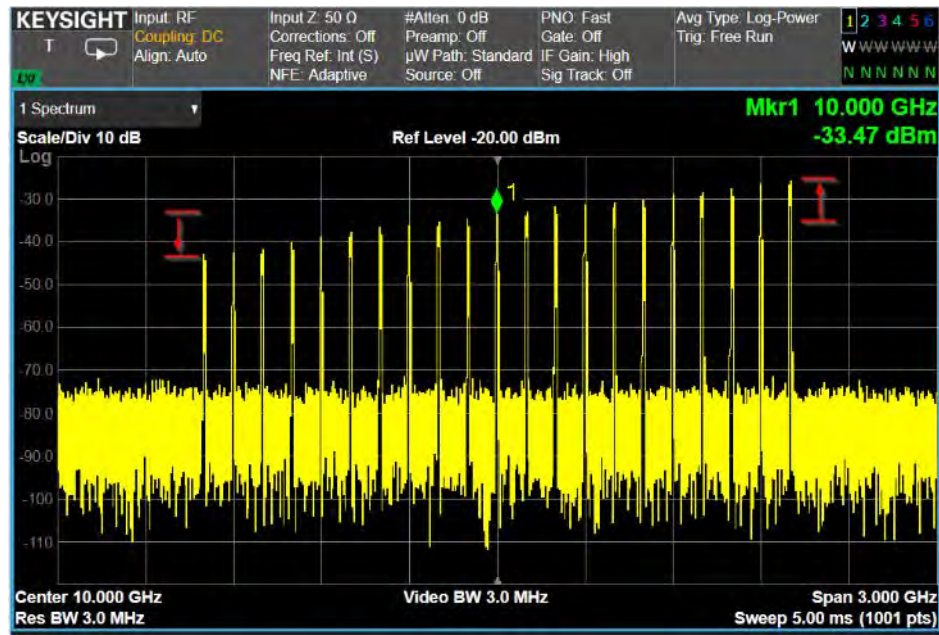 KEYSIGHT Input: RF Input Z: 50 Ω #Atten: 0 dB PNO: Fast Avg Type: Log-Power 1 2 3 4 5 6
T Coupling: DC Corrections: Off Preamp: Off Gate: Off Trig: Free Run
Align: Auto Freq Ref: Int (S) µW Path: Standard IF Gain: High W W W W W W
NFE: Adaptive Source: Off Sig Track: Off N N N N N N
1 Spectrum
Mkr1 10.000 GHz
Scale/Div 10 dB Ref Level -20.00 dBm -33.47 dBm
Log
1
-30.0
-40.0
-50.0
-60.0
-70.0
-80.0
-90.0
-100
-110
Center 10.000 GHz Video BW 3.0 MHz Span 3.000 GHz
Res BW 3.0 MHz Sweep 5.00 ms (1001 pts)